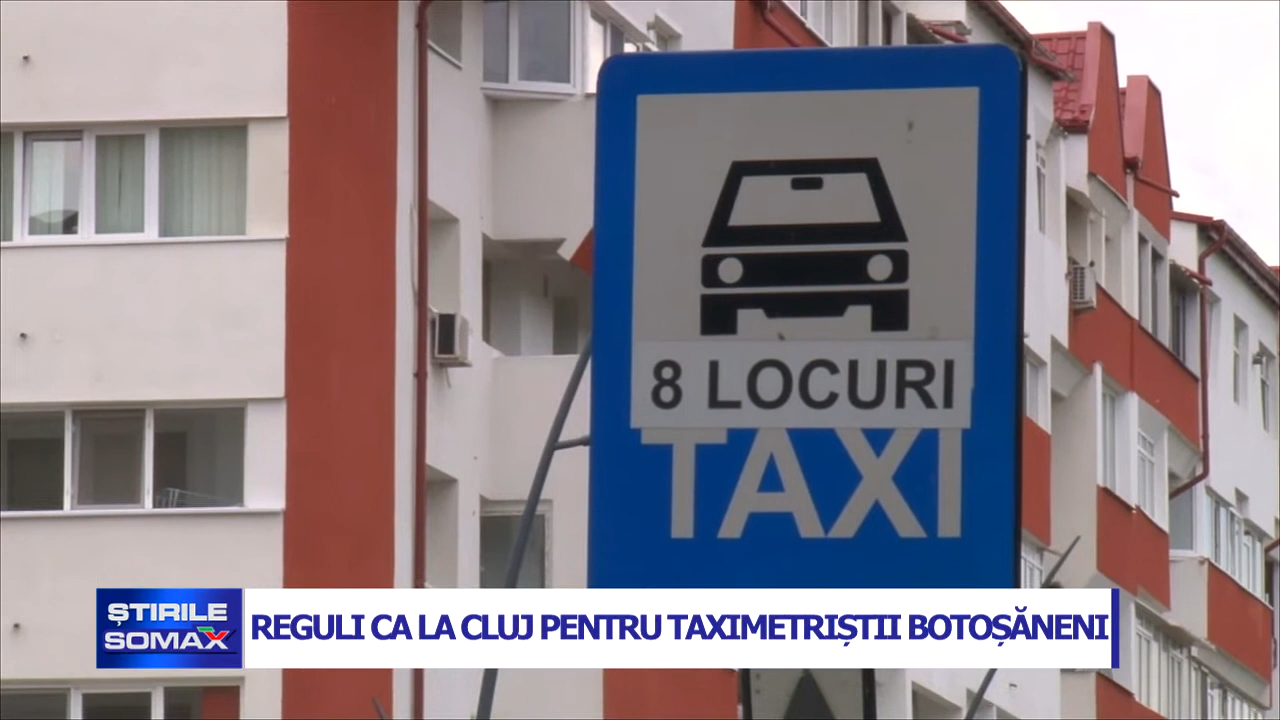 8 LOCURI
TAXI
ȘTIRILE
SOMAX
REGULI CA LA CLUJ PENTRU TAXIMETRIȘTII BOTOȘĂNENI